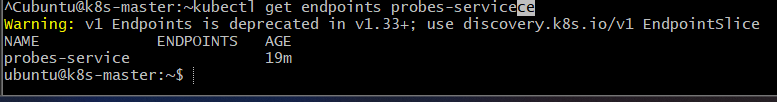 ^Cubuntu@k8s-master:~kubectl get endpoints probes-servicece
Warning: v1 Endpoints is deprecated in v1.33+; use discovery.k8s.io/v1 EndpointSlice
NAME ENDPOINTS AGE
probes-service 19m
ubuntu@k8s-master:~$